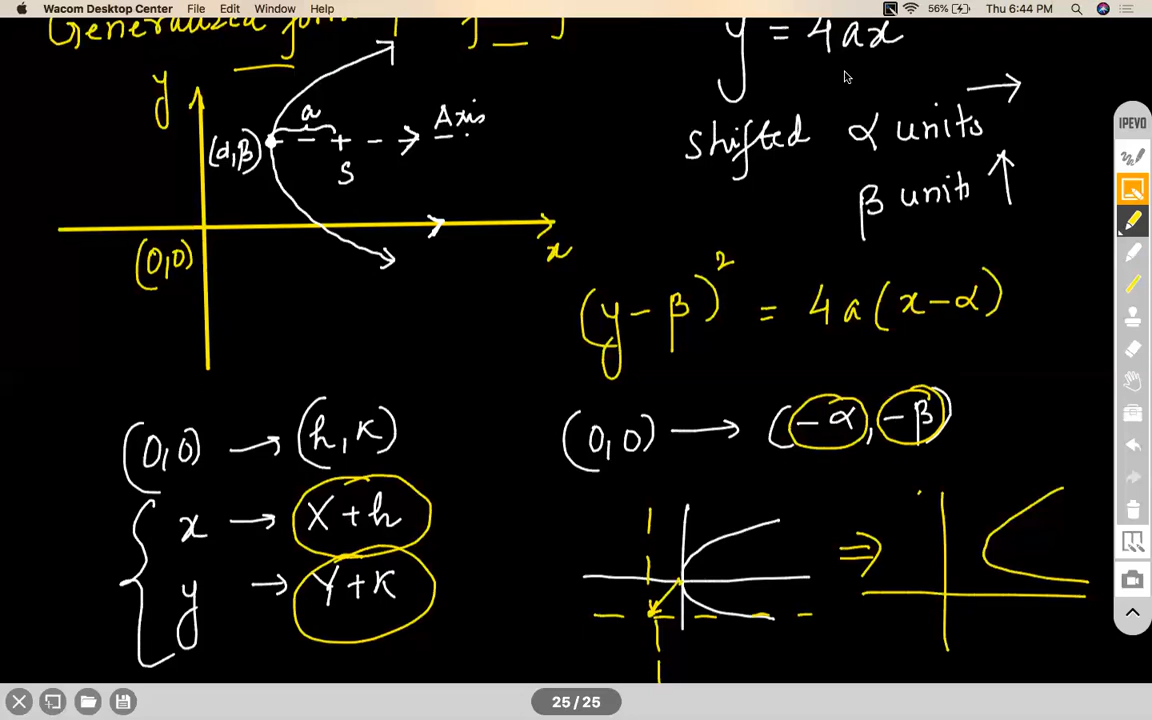 Wacom Desktop Center File Edit Window Help 56% Thu 6:44 PM
Generalized form
y = 4ax
y
a
Axis
(α,β)
S
shifted α units →
β unit ↑
(0,0)
x
(y-β)² = 4a(x-α)
(0,0) → (h,k)
(0,0) → (-α,-β)
x → X+h
y → Y+k
⇒
IPEVO
25/25